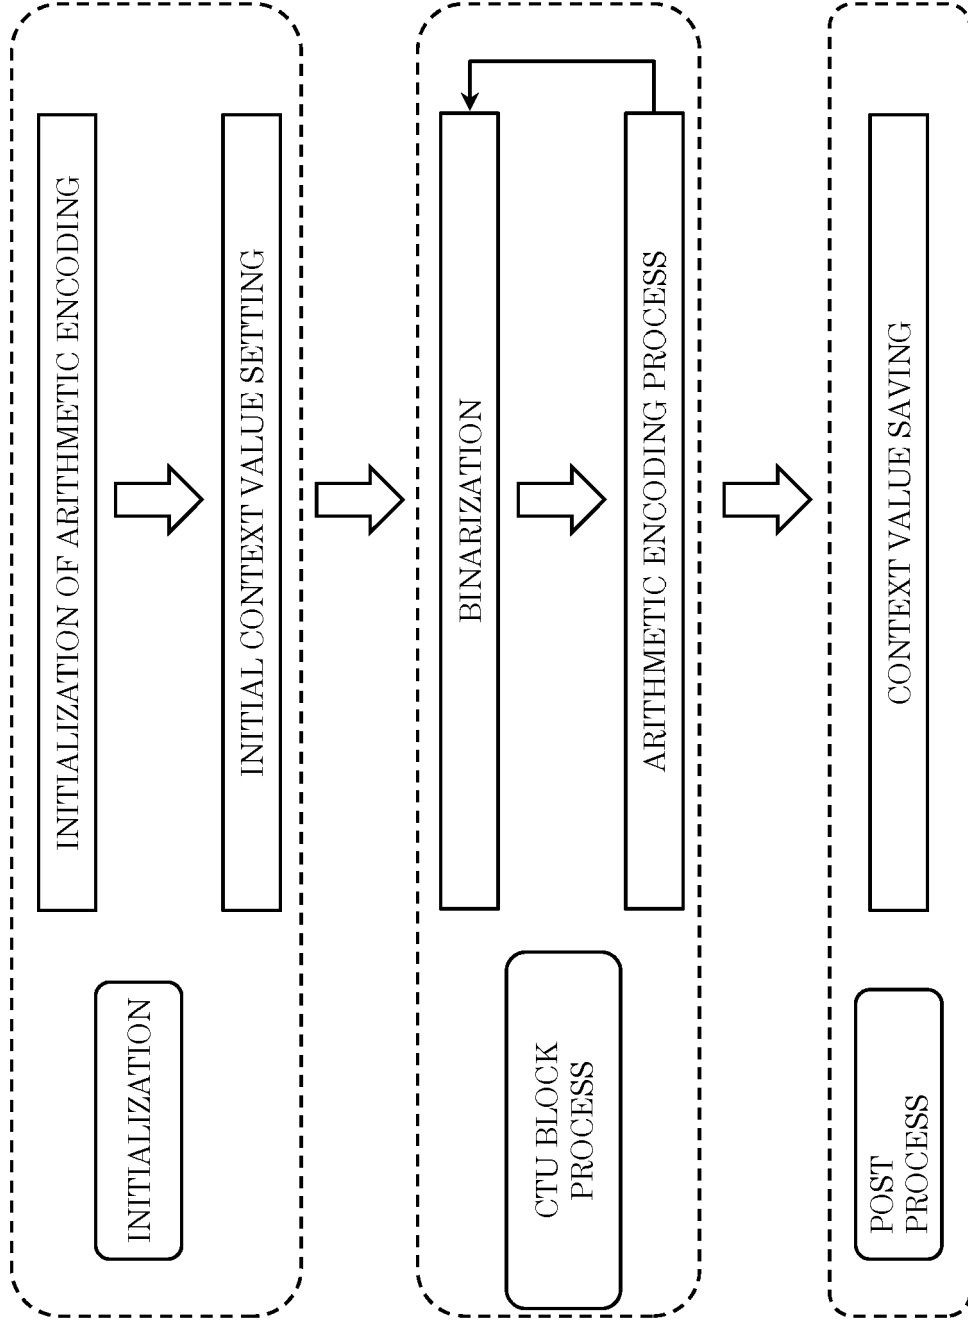 INITIALIZATION
INITIALIZATION OF ARITHMETIC ENCODING
INITIAL CONTEXT VALUE SETTING
CTU BLOCK
PROCESS
BINARIZATION
ARITHMETIC ENCODING PROCESS
POST
PROCESS
CONTEXT VALUE SAVING